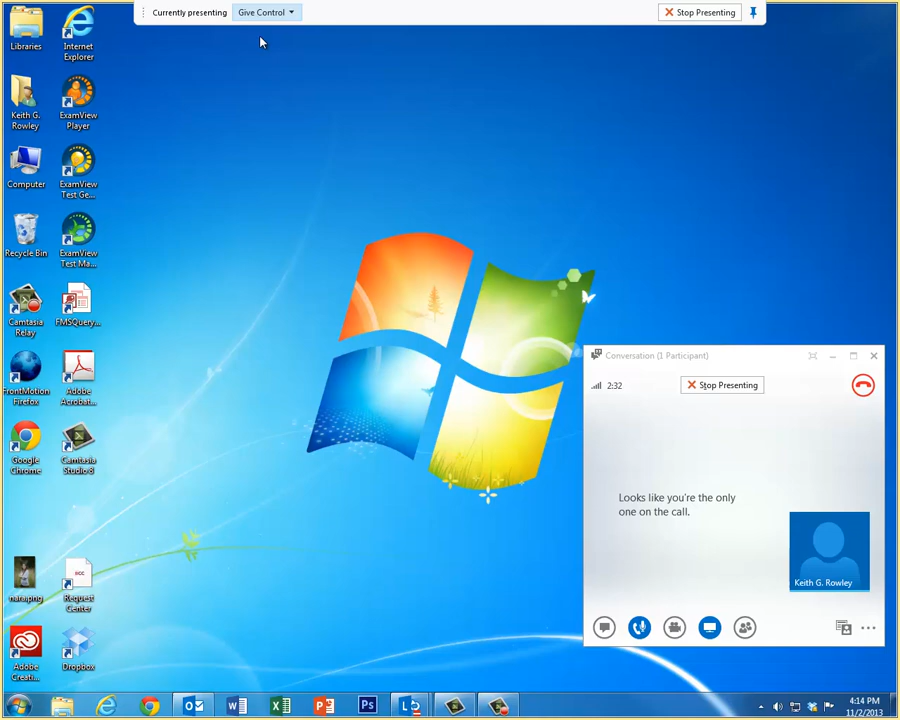 Currently presenting
Give Control
Stop Presenting
Libraries
Internet
Explorer
Keith G.
Rowley
ExamView
Player
Computer
ExamView
Test Ge...
Recycle Bin
ExamView
Test Ma...
Camtasia
Relay
FMSQuery...
FrontMotion
Firefox
Adobe
Acrobat...
Google
Chrome
Camtasia
Studio 8
nara.png
Request
Center
Adobe
Creati...
Dropbox
Conversation (1 Participant)
2:32
Stop Presenting
Looks like you're the only
one on the call.
Keith G. Rowley
4:14 PM
11/2/2013